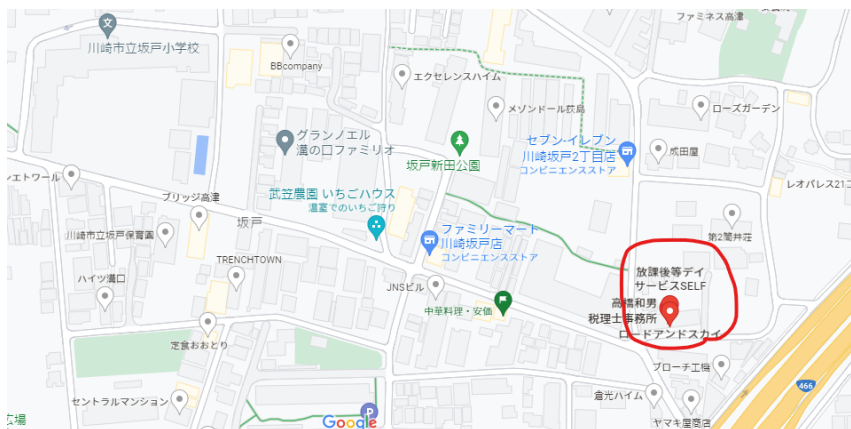 ファミネス高津
川崎市立坂戸小学校
BBcompany
エクセレンスハイム
メゾンドール荻島
ローズガーデン
グランノエル
溝の口ファミリオ
坂戸新田公園
セブン-イレブン
川崎坂戸2丁目店
コンビニエンスストア
成田屋
シエトワール
レオパレス21コ
ブリッジ高津
武笠農園 いちごハウス
温室でのいちご狩り
坂戸
川崎市立坂戸保育園
ファミリーマート
川崎坂戸店
コンビニエンスストア
第2筒井荘
TRENCHTOWN
ハイツ溝口
JNSビル
放課後等デイ
サービスSELF
高橋和男
税理士事務所
ロードアンドスカイ
中華料理・安価
定食おおとり
ブローチ工機
セントラルマンション
倉光ハイム
466
広場
Google
P
ヤマキ屋商店